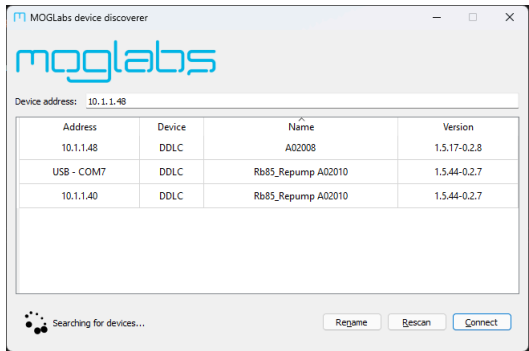 MOGLabs device discoverer
moglabs
Device address: 10.1.1.48
Address Device Name Version
10.1.1.48 DDLC A02008 1.5.17-0.2.8
USB - COM7 DDLC Rb85_Repump A02010 1.5.44-0.2.7
10.1.1.40 DDLC Rb85_Repump A02010 1.5.44-0.2.7
Searching for devices... Rename Rescan Connect